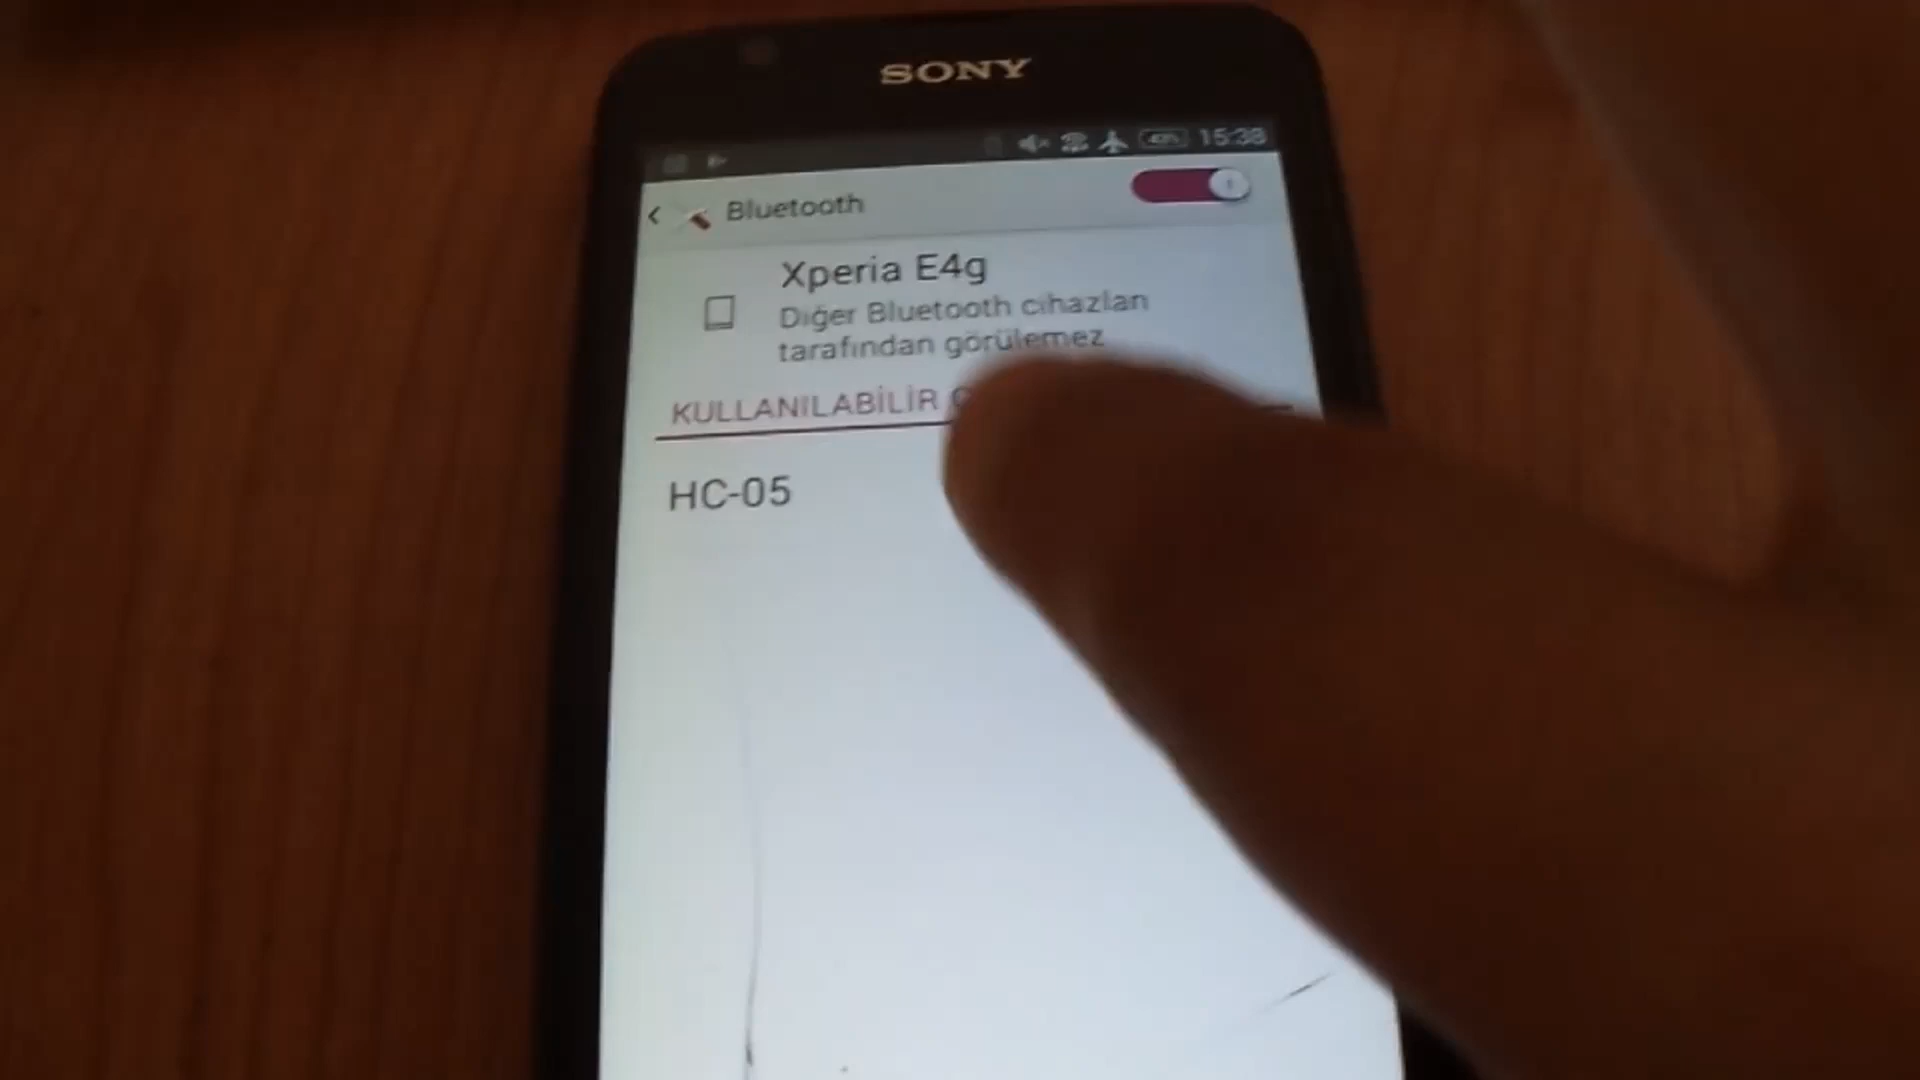 SONY
15:38
Bluetooth
Xperia E4g
Diğer Bluetooth cihazları
tarafından görülemez
KULLANILABİLİR
HC-05